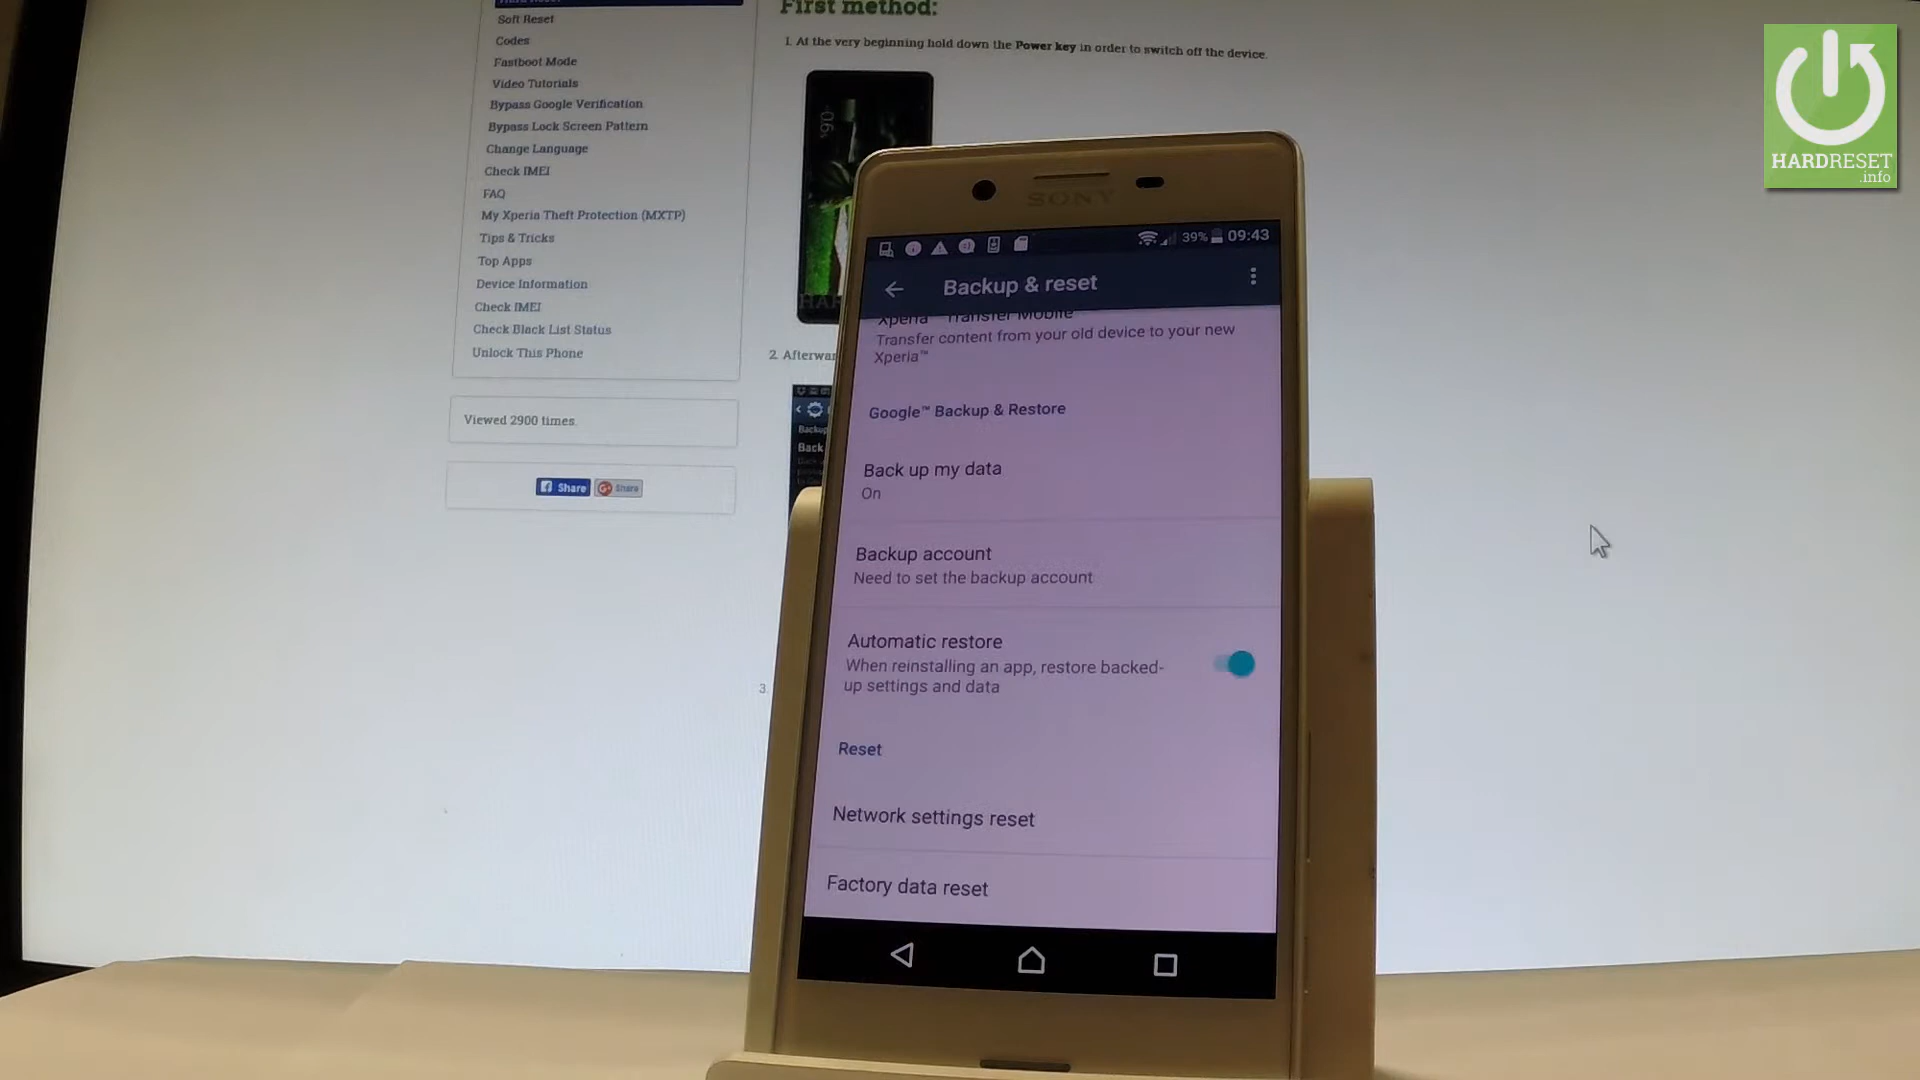 Soft Reset
Codes
Fastboot Mode
Video Tutorials
Bypass Google Verification
Bypass Lock Screen Pattern
Change Language
Check IMEI
FAQ
My Xperia Theft Protection (MXTP)
Tips & Tricks
Top Apps
Device Information
Check IMEI
Check Black List Status
Unlock This Phone
Viewed 2900 times.
Share
Share
First method:
1. At the very beginning hold down the Power key in order to switch off the device.
2. Afterwar
Backup
Back
3.
SONY
39% 09:43
Backup & reset
Xperia™ Transfer Mobile
Transfer content from your old device to your new
Xperia™
Google™ Backup & Restore
Back up my data
On
Backup account
Need to set the backup account
Automatic restore
When reinstalling an app, restore backed-
up settings and data
Reset
Network settings reset
Factory data reset
HARDRESET
.info